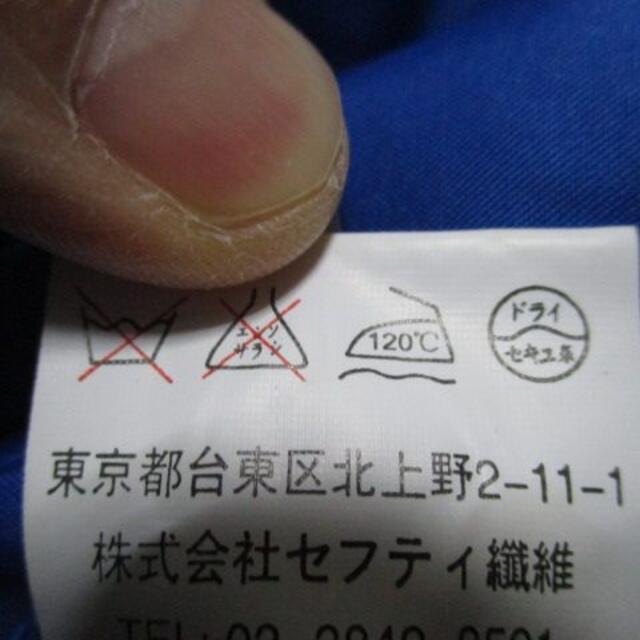 エンソ
サラシ
120℃
ドライ
セキユ系
東京都台東区北上野2-11-1
株式会社セフティ繊維